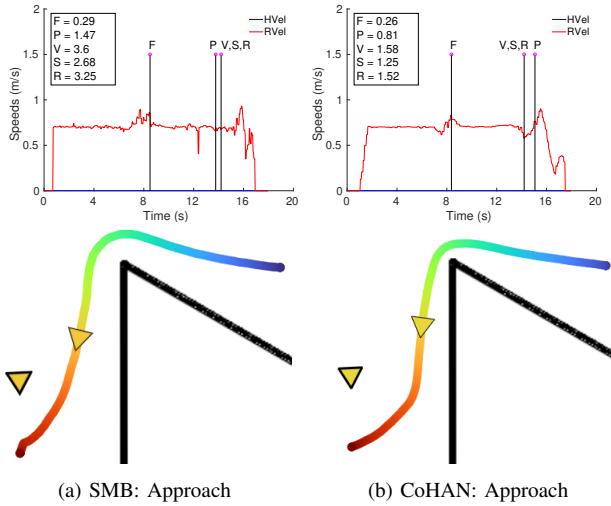 F = 0.29
P = 1.47
V = 3.6
S = 2.68
R = 3.25
F
P V,S,R
HVel
RVel
Speeds (m/s)
2
1.5
1
0.5
0
0 4 8 12 16 20
Time (s)
(a) SMB: Approach
F = 0.26
P = 0.81
V = 1.58
S = 1.25
R = 1.52
F
V,S,R P
HVel
RVel
Speeds (m/s)
2
1.5
1
0.5
0
0 4 8 12 16 20
Time (s)
(b) CoHAN: Approach